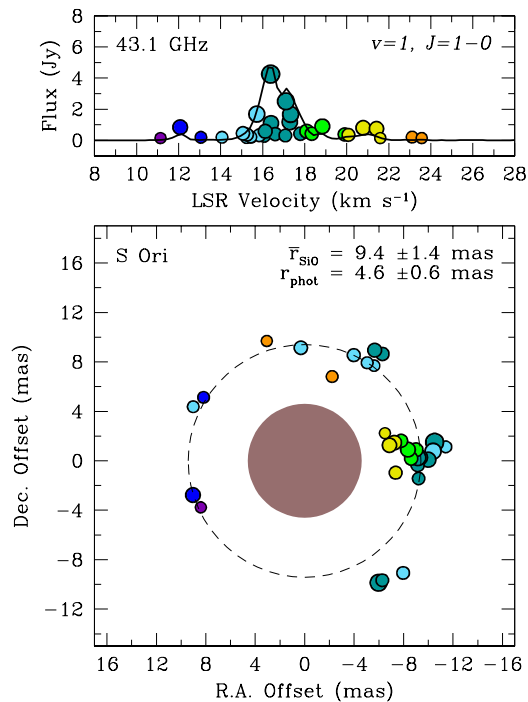 8
6
4
2
0
Flux (Jy)
43.1 GHz
v=1, J=1−0
8 10 12 14 16 18 20 22 24 26 28
LSR Velocity (km s⁻¹)
S Ori
r̅SiO = 9.4 ±1.4 mas
rphot = 4.6 ±0.6 mas
16
12
8
4
0
−4
−8
−12
Dec. Offset (mas)
16 12 8 4 0 −4 −8 −12 −16
R.A. Offset (mas)